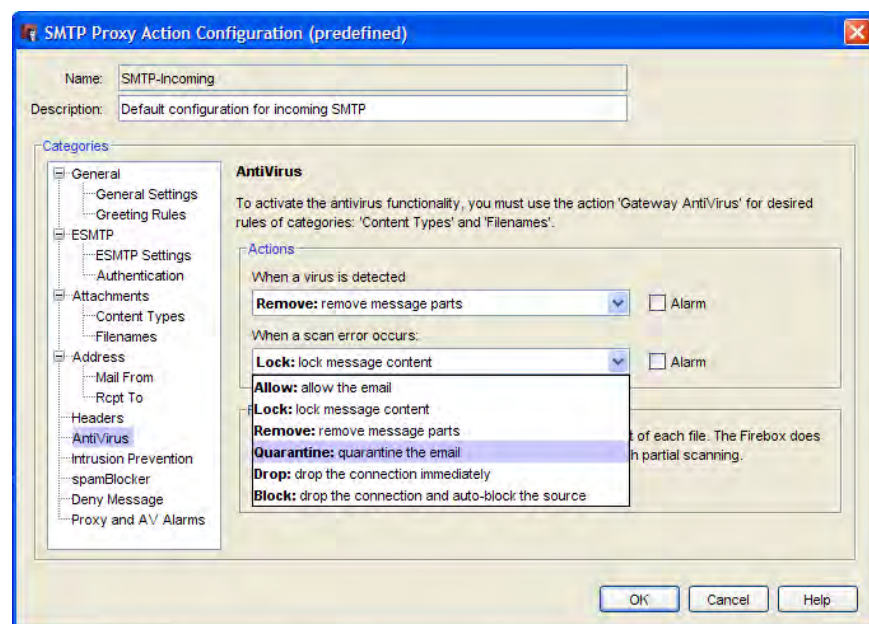 SMTP Proxy Action Configuration (predefined)
Name: SMTP-Incoming
Description: Default configuration for incoming SMTP
Categories
General
General Settings
Greeting Rules
ESMTP
ESMTP Settings
Authentication
Attachments
Content Types
Filenames
Address
Mail From
Rcpt To
Headers
AntiVirus
Intrusion Prevention
spamBlocker
Deny Message
Proxy and AV Alarms
AntiVirus
To activate the antivirus functionality, you must use the action 'Gateway AntiVirus' for desired
rules of categories: 'Content Types' and 'Filenames'.
Actions
When a virus is detected
Remove: remove message parts
Alarm
When a scan error occurs:
Lock: lock message content
Alarm
Allow: allow the email
Lock: lock message content
Remove: remove message parts
Quarantine: quarantine the email
Drop: drop the connection immediately
Block: drop the connection and auto-block the source
of each file. The Firebox does
partial scanning.
OK
Cancel
Help